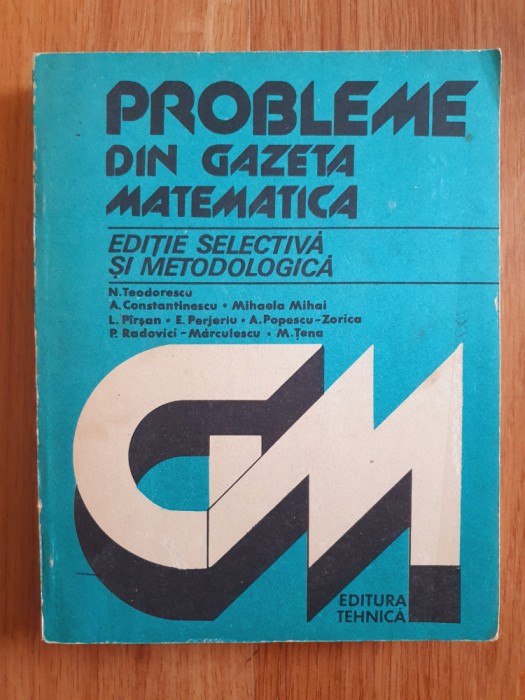 PROBLEME
DIN GAZETA
MATEMATICA
EDIȚIE SELECTIVĂ
ȘI METODOLOGICĂ
N. Teodorescu
A. Constantinescu • Mihaela Mihai
L. Pîrșan • E. Perjeriu • A. Popescu-Zorica
P. Radovici-Mărculescu • M. Țena
GM
EDITURA
TEHNICĂ